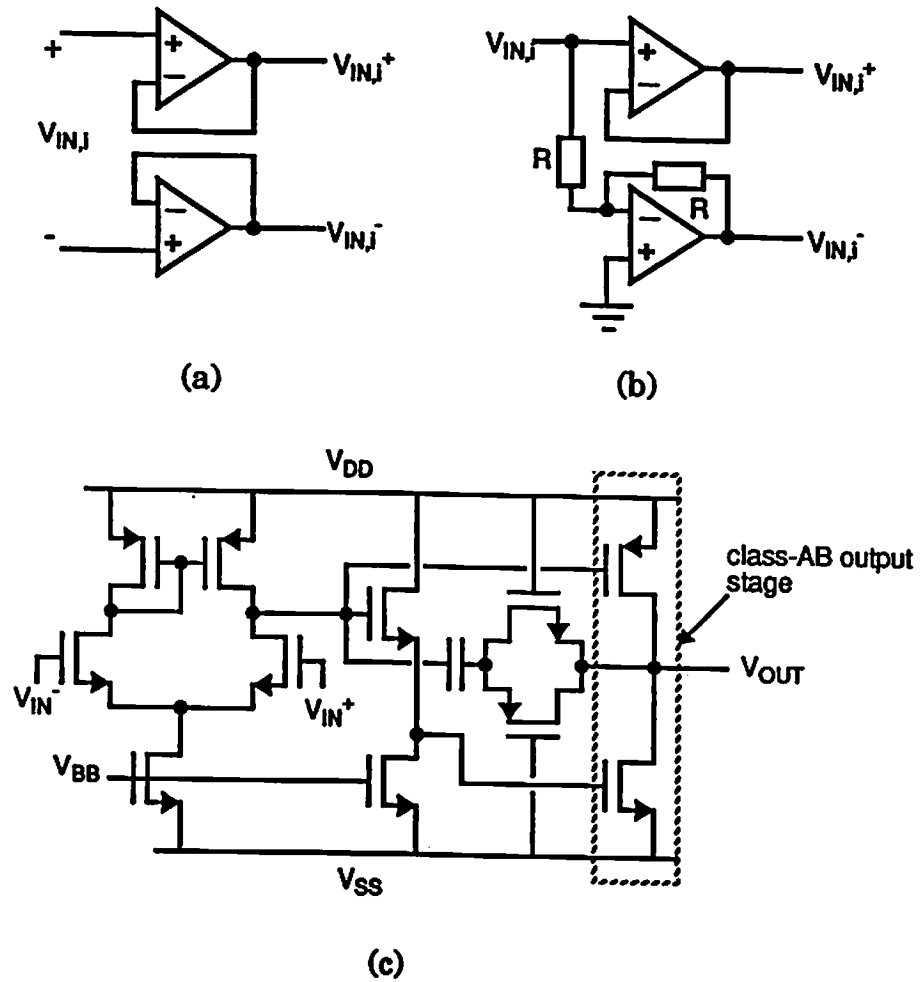 +
+
−
V_IN,i^+
V_IN,i
−
+
-
V_IN,i^-
(a)
V_IN,i
+
−
V_IN,i^+
R
R
−
+
V_IN,i^-
(b)
V_DD
class-AB output
stage
V_IN^-
V_IN^+
V_OUT
V_BB
V_SS
(c)